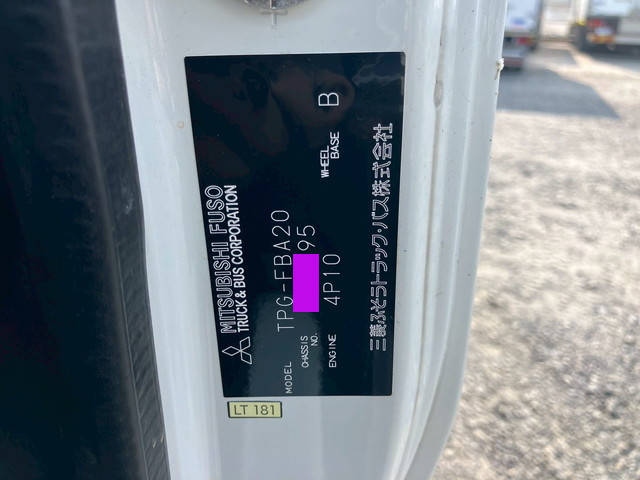 MITSUBISHI FUSO
TRUCK & BUS CORPORATION
MODEL TPG-FBA20
CHASSIS NO. 95
ENGINE 4P10 WHEEL BASE B
三菱ふそうトラック・バス株式会社
LT 181